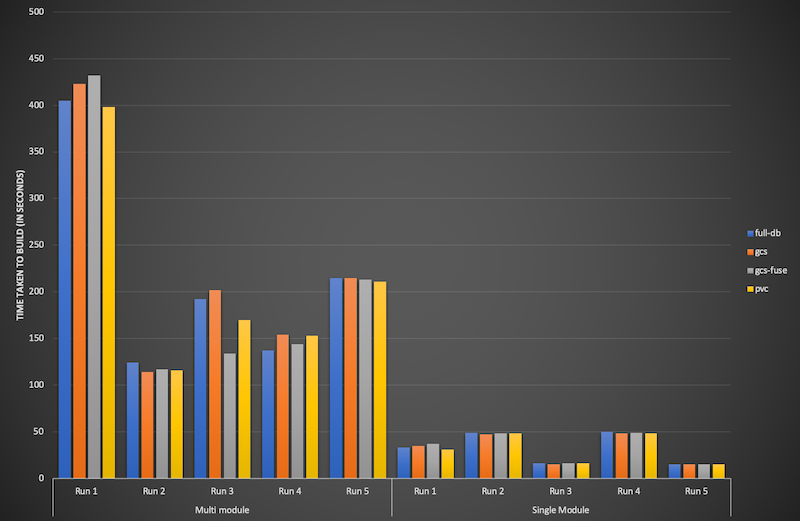 500
450
400
350
300
250
200
150
100
50
0
TIME TAKEN TO BUILD (IN SECONDS)
Run 1 Run 2 Run 3 Run 4 Run 5 Run 1 Run 2 Run 3 Run 4 Run 5
Multi module Single Module
full-db
gcs
gcs-fuse
pvc